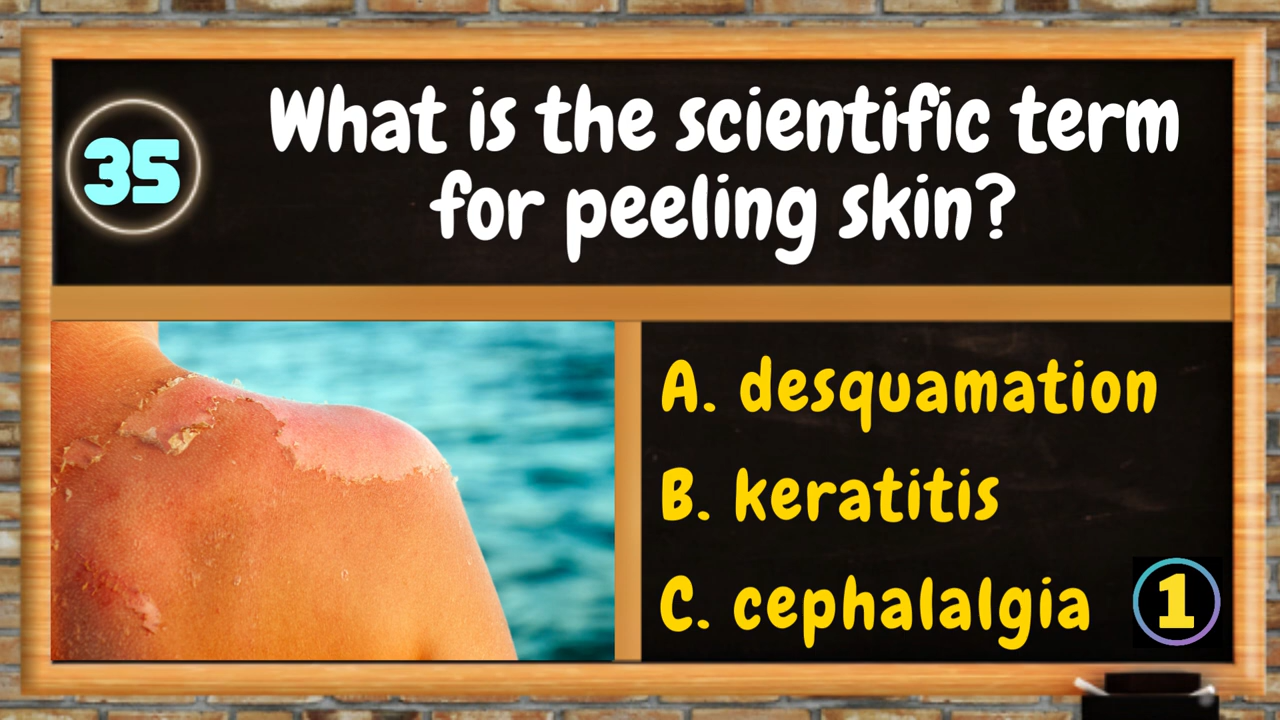 35
What is the scientific term
for peeling skin?
A. desquamation
B. keratitis
C. cephalalgia
1